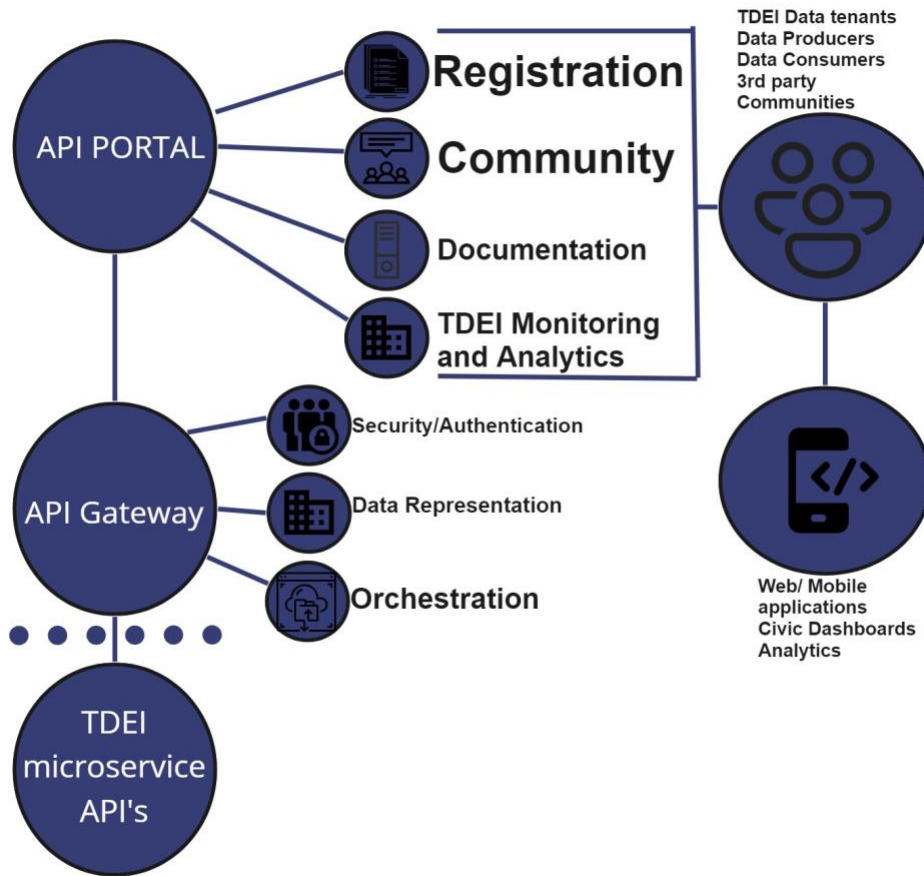 API PORTAL
Registration
Community
Documentation
TDEI Monitoring
and Analytics
TDEI Data tenants
Data Producers
Data Consumers
3rd party
Communities
API Gateway
Security/Authentication
Data Representation
Orchestration
Web/ Mobile
applications
Civic Dashboards
Analytics
TDEI
microservice
API's